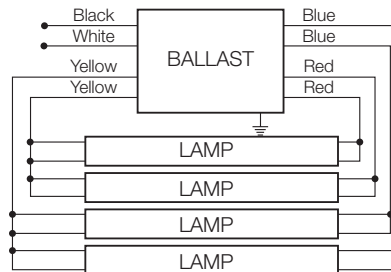 Black Blue
White Blue
BALLAST
Yellow Red
Yellow Red
LAMP
LAMP
LAMP
LAMP